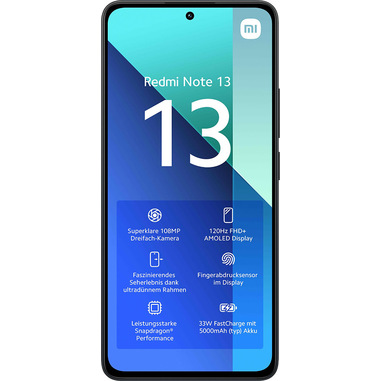 mi
Redmi Note 13
13
Superklare 108MP
Dreifach-Kamera
120Hz FHD+
AMOLED Display
Faszinierendes
Seherlebnis dank
ultradünnem Rahmen
Fingerabdrucksensor
im Display
Leistungsstarke
Snapdragon®
Performance
33W FastCharge mit
5000mAh (typ) Akku